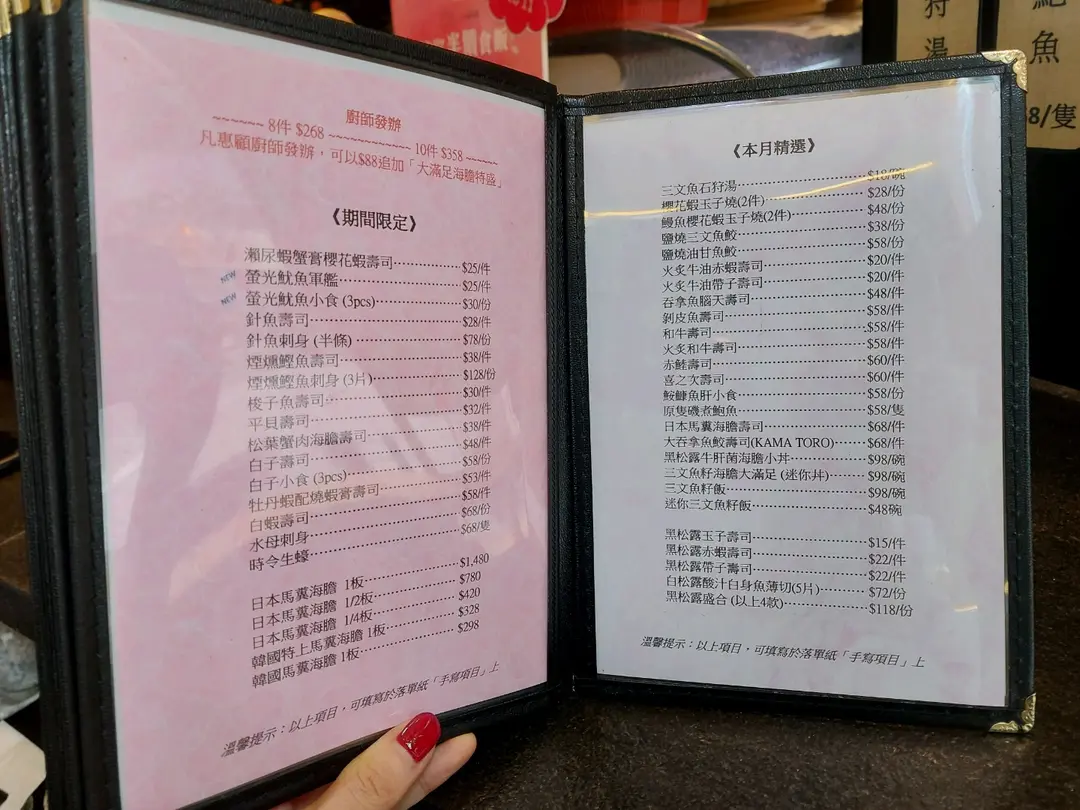 廚師發辦
~~~~~~ 8件 $268 ~~~~~~~~~~ 10件 $358 ~~~~~~
凡惠顧廚師發辦，可以$88追加「大滿足海膽特盛」
《期間限定》
瀨尿蝦蟹膏櫻花蝦壽司 $25/件
NEW 螢光魷魚軍艦 $25/件
NEW 螢光魷魚小食 (3pcs) $30/份
針魚壽司 $28/件
針魚刺身 (半條) $78/份
煙燻鰹魚壽司 $38/件
煙燻鰹魚刺身 (3片) $128/份
梭子魚壽司 $30/件
平貝壽司 $32/件
松葉蟹肉海膽壽司 $38/件
白子壽司 $48/件
白子小食 (3pcs) $58/份
牡丹蝦配燒蝦膏壽司 $53/件
白蝦壽司 $58/件
水母刺身 $68/份
時令生蠔 $68/隻
日本馬糞海膽 1板 $1,480
日本馬糞海膽 1/2板 $780
日本馬糞海膽 1/4板 $420
韓國特上馬糞海膽 1板 $328
韓國馬糞海膽 1板 $298
溫馨提示：以上項目，可填寫於落單紙「手寫項目」上
《本月精選》
三文魚石狩湯 $18/碗
櫻花蝦玉子燒(2件) $28/份
鰻魚櫻花蝦玉子燒(2件) $48/份
鹽燒三文魚鮫 $38/份
鹽燒油甘魚鮫 $58/份
火炙牛油赤蝦壽司 $20/件
火炙牛油帶子壽司 $20/件
吞拿魚腦天壽司 $48/件
剝皮魚壽司 $58/件
和牛壽司 $58/件
火炙和牛壽司 $58/件
赤鯥壽司 $60/件
喜之次壽司 $60/件
鮟鱇魚肝小食 $58/份
原隻磯煮鮑魚 $58/隻
日本馬糞海膽壽司 $68/件
大吞拿魚鮫壽司(KAMA TORO) $68/件
黑松露牛肝菌海膽小丼 $98/碗
三文魚籽海膽大滿足 (迷你丼) $98/碗
三文魚籽飯 $98/碗
迷你三文魚籽飯 $48碗
黑松露玉子壽司 $15/件
黑松露赤蝦壽司 $22/件
黑松露帶子壽司 $22/件
白松露酸汁白身魚薄切(5片) $72/份
黑松露盛合 (以上4款) $118/份
溫馨提示：以上項目，可填寫於落單紙「手寫項目」上
狩
湯
魚
8/隻